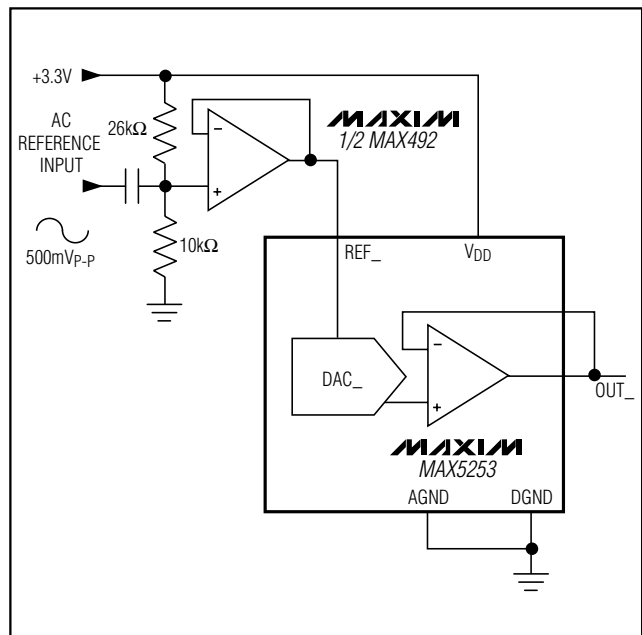 +3.3V
AC
REFERENCE
INPUT
26kΩ
MAXIM
1/2 MAX492
–
+
500mVP-P
10kΩ
REF_
VDD
DAC_
–
+
OUT_
MAXIM
MAX5253
AGND
DGND